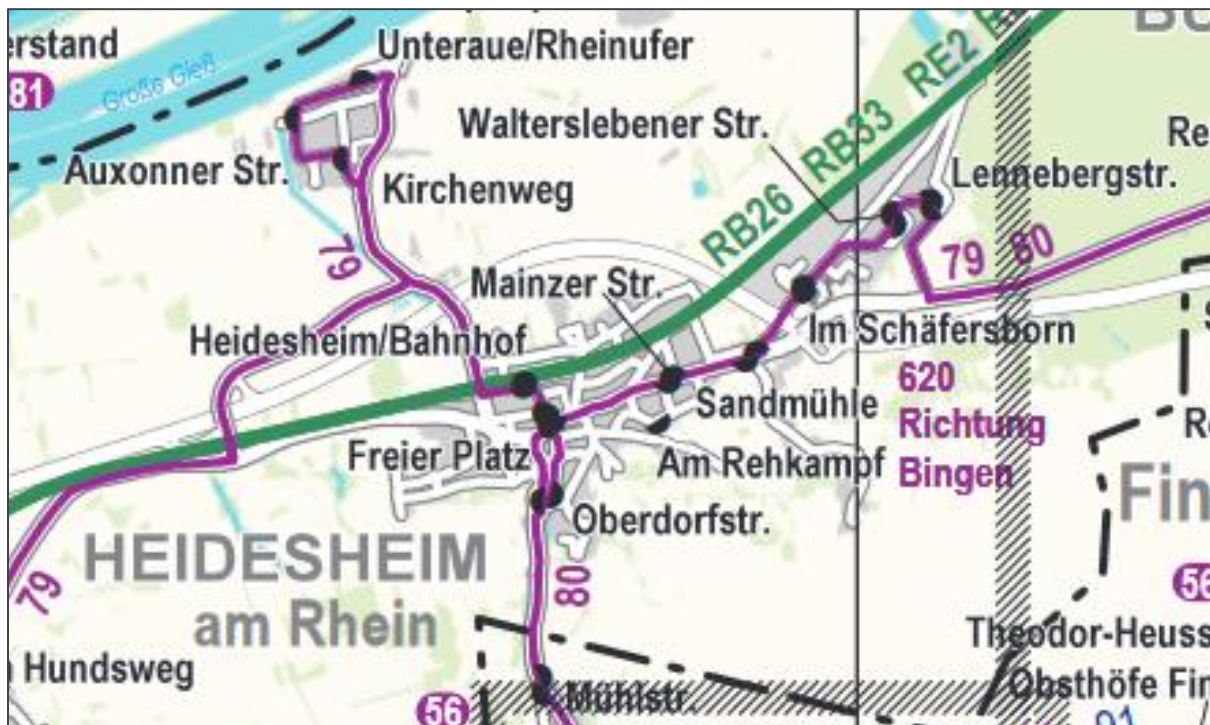 erstand
81
Große Gieß
Unteraue/Rheinufer
RE2
Walterslebener Str.
RB33
Auxonner Str.
Kirchenweg
Lennebergstr.
RB26
79
79 80
Mainzer Str.
Heidesheim/Bahnhof
Im Schäfersborn
620
Richtung
Bingen
Sandmühle
Freier Platz
Am Rehkampf
Oberdorfstr.
Fin
HEIDESHEIM
am Rhein
79
80
56
Theodor-Heuss
Hundsweg
Mühlstr.
Obsthöfe Fin
56
91